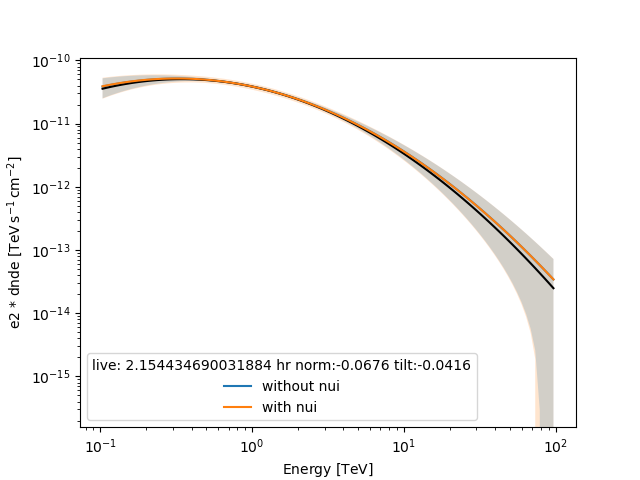 10⁻¹⁰
10⁻¹¹
10⁻¹²
10⁻¹³
10⁻¹⁴
10⁻¹⁵
e2 * dnde [TeV s⁻¹ cm⁻²]
live: 2.154434690031884 hr norm:-0.0676 tilt:-0.0416
without nui
with nui
10⁻¹ 10⁰ 10¹ 10²
Energy [TeV]